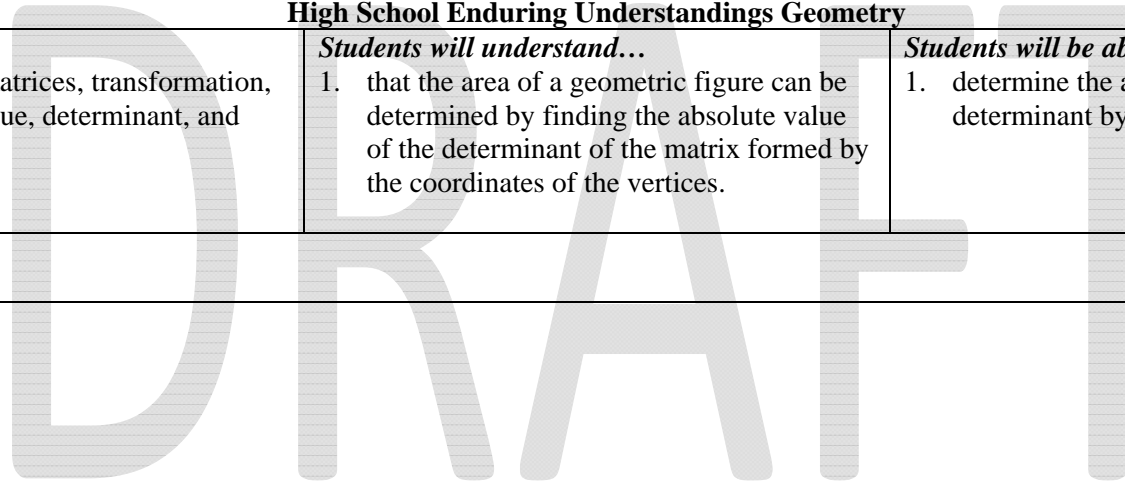 High School Enduring Understandings Geometry
Students will understand…
Students will be
atrices, transformation,
ue, determinant, and
1. that the area of a geometric figure can be
determined by finding the absolute value
of the determinant of the matrix formed by
the coordinates of the vertices.
1. determine the
determinant by
DRAFT